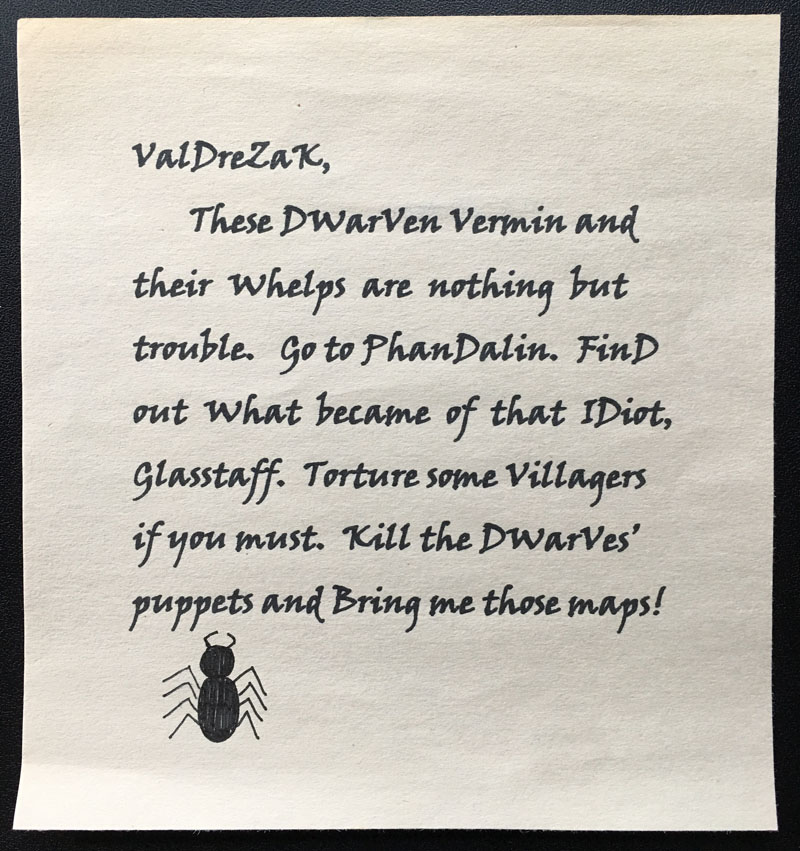 ValDreZaK,
These DWarVen Vermin and
their Whelps are nothing but
trouble. Go to PhanDalin. FinD
out What became of that IDiot,
Glasstaff. Torture some Villagers
if you must. Kill the DWarVes'
puppets and Bring me those maps!